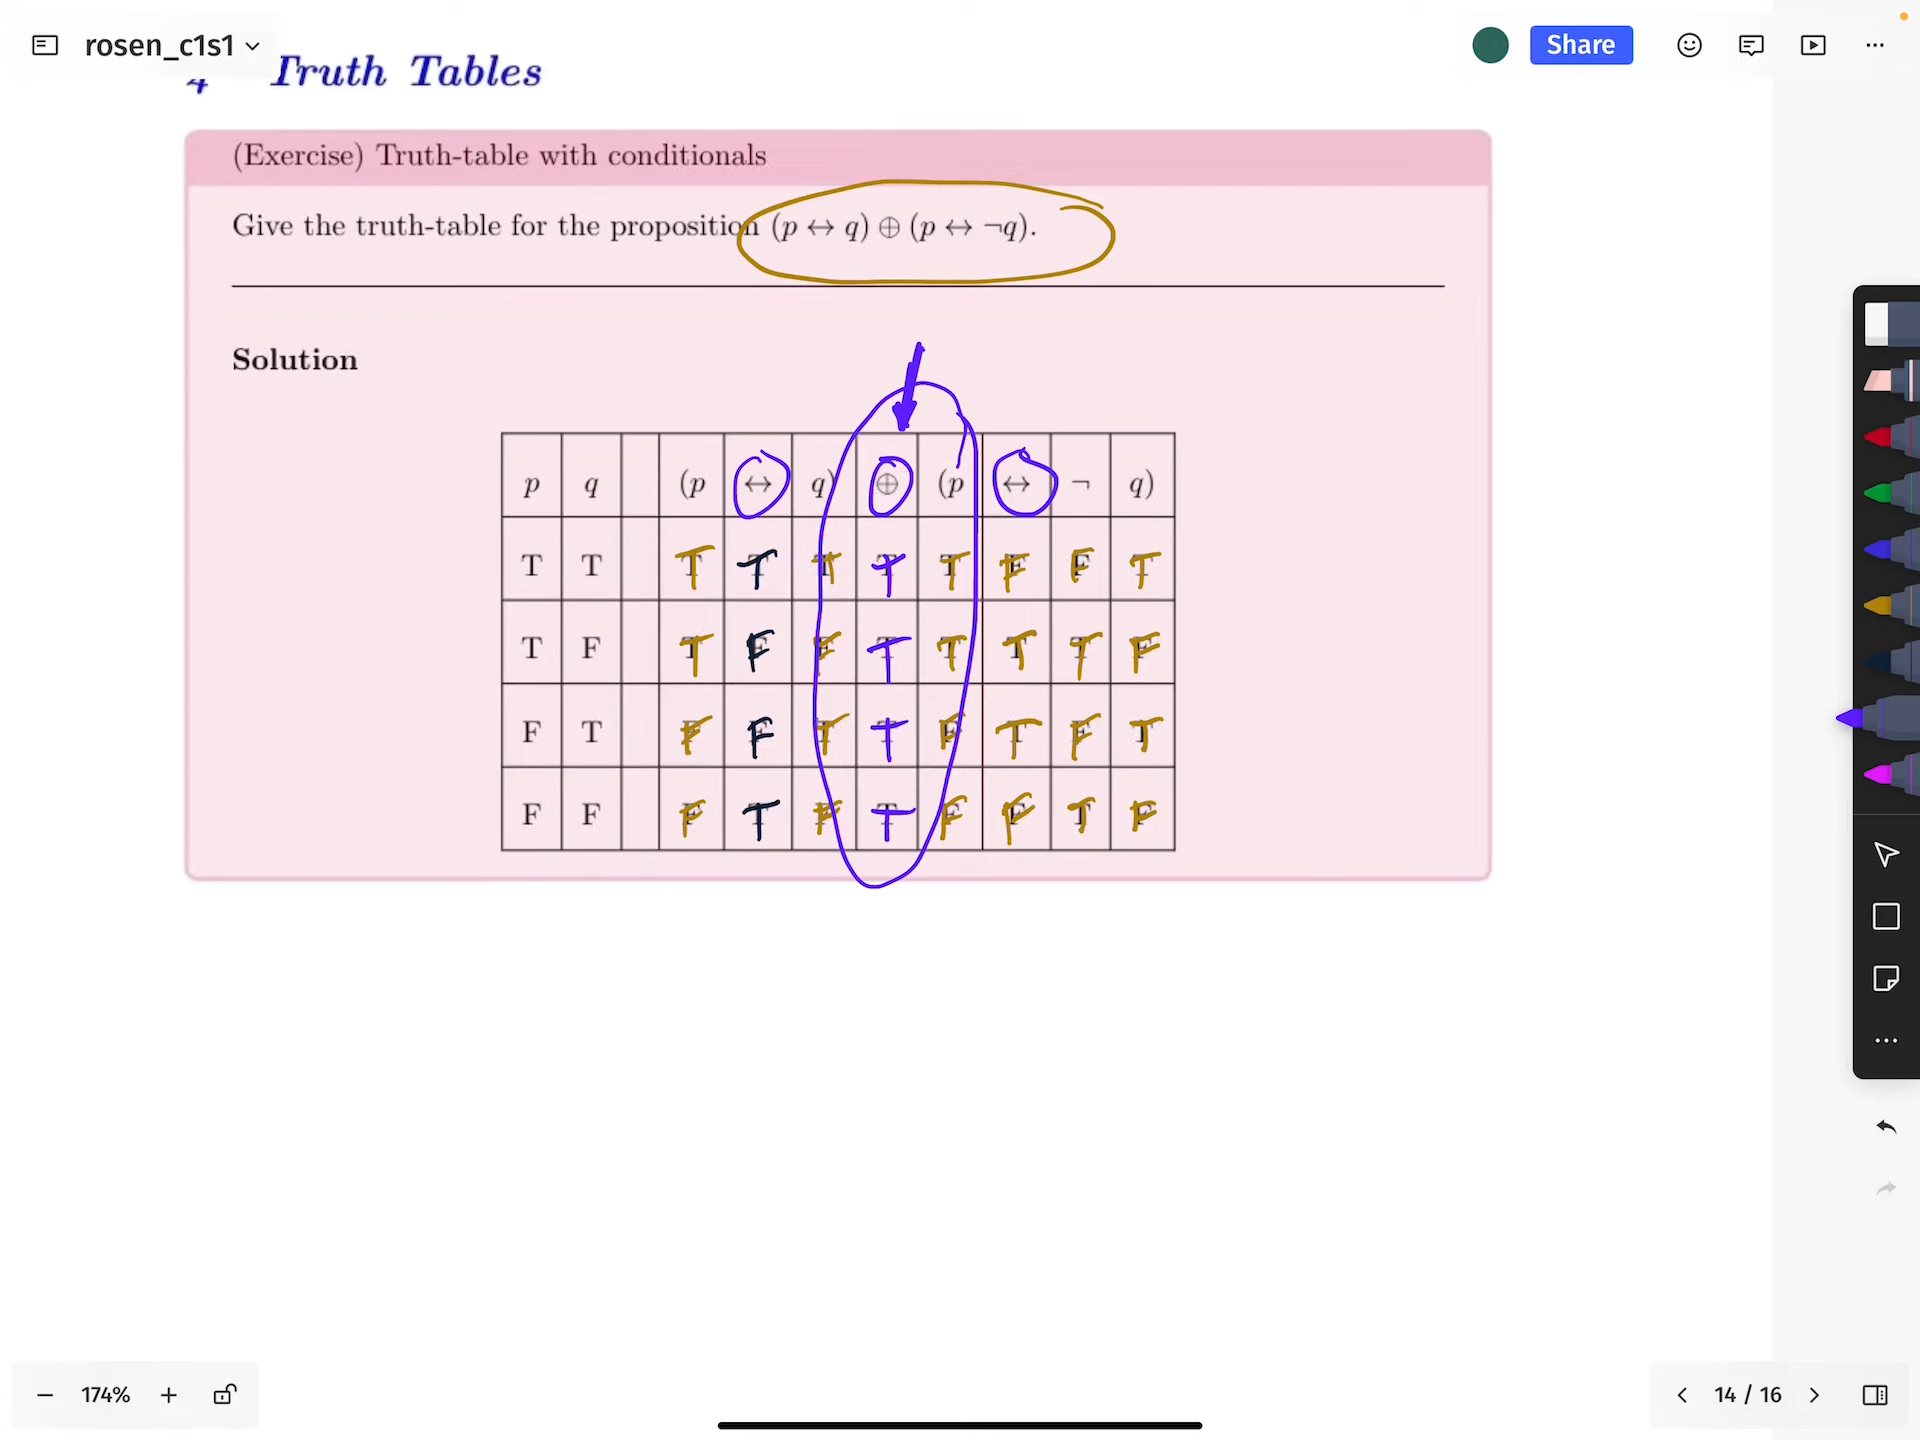 rosen_c1s1
Share
4 Truth Tables
(Exercise) Truth-table with conditionals
Give the truth-table for the proposition (p ↔ q) ⊕ (p ↔ ¬q).
Solution
p q (p ↔ q) ⊕ (p ↔ ¬ q)
T T T T T T T F F T
T F T F F T T T T F
F T F F T T F T F T
F F F T F T F F T F
174%
14 / 16